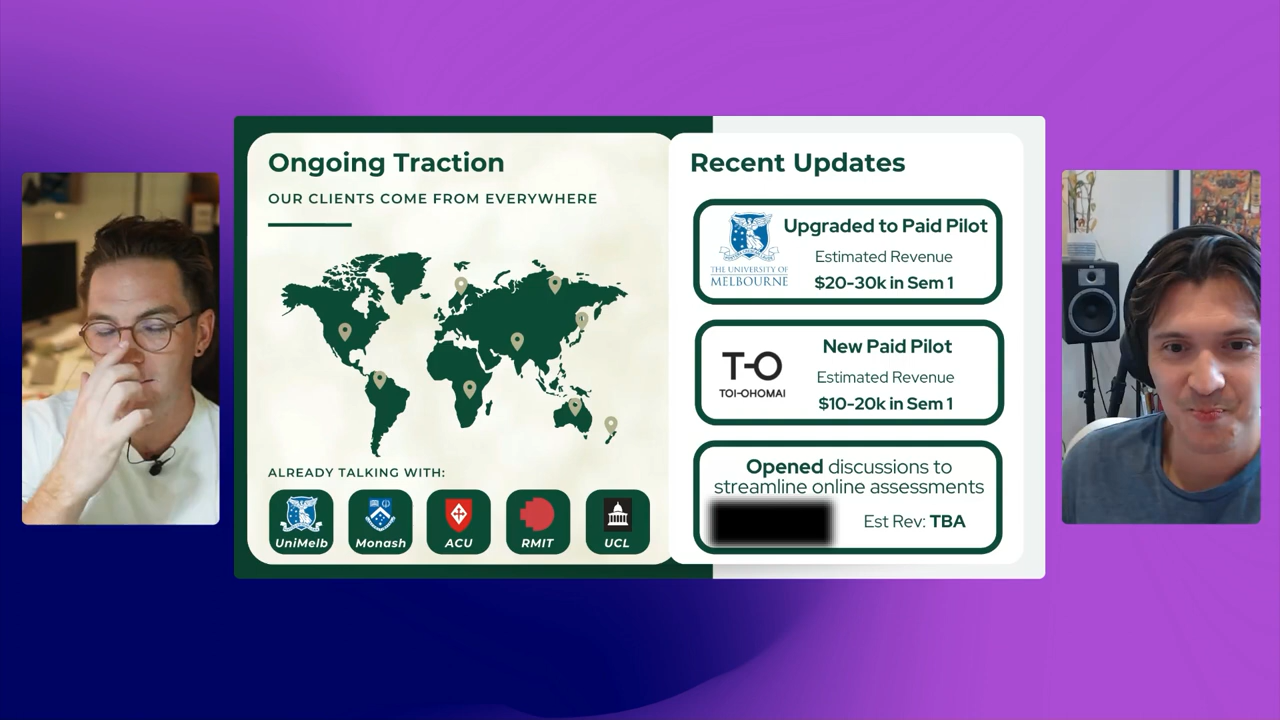 Ongoing Traction
OUR CLIENTS COME FROM EVERYWHERE
ALREADY TALKING WITH:
UniMelb
Monash
ACU
RMIT
UCL
Recent Updates
THE UNIVERSITY OF
MELBOURNE
Upgraded to Paid Pilot
Estimated Revenue
$20-30k in Sem 1
T-O
TOI-OHOMAI
New Paid Pilot
Estimated Revenue
$10-20k in Sem 1
Opened discussions to
streamline online assessments
Est Rev: TBA